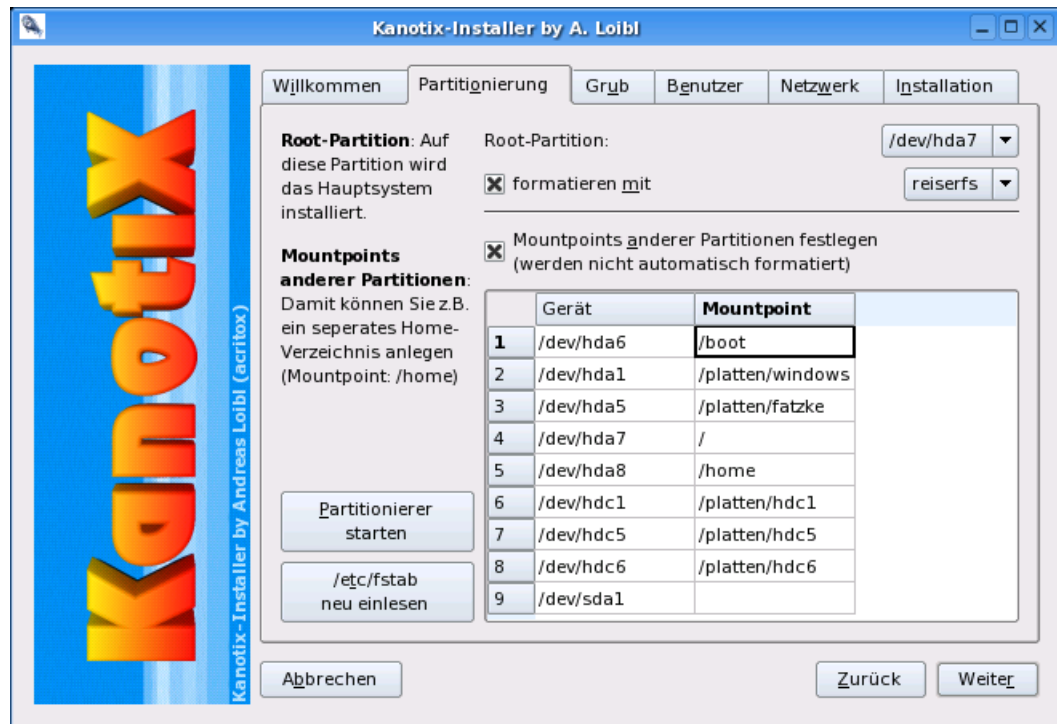 Kanotix-Installer by A. Loibl
Kanotix
Kanotix-Installer by Andreas Loibl (acritox)
Willkommen
Partitionierung
Grub
Benutzer
Netzwerk
Installation
Root-Partition: Auf
diese Partition wird
das Hauptsystem
installiert.
Mountpoints
anderer Partitionen:
Damit können Sie z.B.
ein seperates Home-
Verzeichnis anlegen
(Mountpoint: /home)
Partitionierer
starten
/etc/fstab
neu einlesen
Root-Partition:
/dev/hda7
formatieren mit
reiserfs
Mountpoints anderer Partitionen festlegen
(werden nicht automatisch formatiert)
Gerät Mountpoint
1 /dev/hda6 /boot
2 /dev/hda1 /platten/windows
3 /dev/hda5 /platten/fatzke
4 /dev/hda7 /
5 /dev/hda8 /home
6 /dev/hdc1 /platten/hdc1
7 /dev/hdc5 /platten/hdc5
8 /dev/hdc6 /platten/hdc6
9 /dev/sda1
Abbrechen
Zurück
Weiter